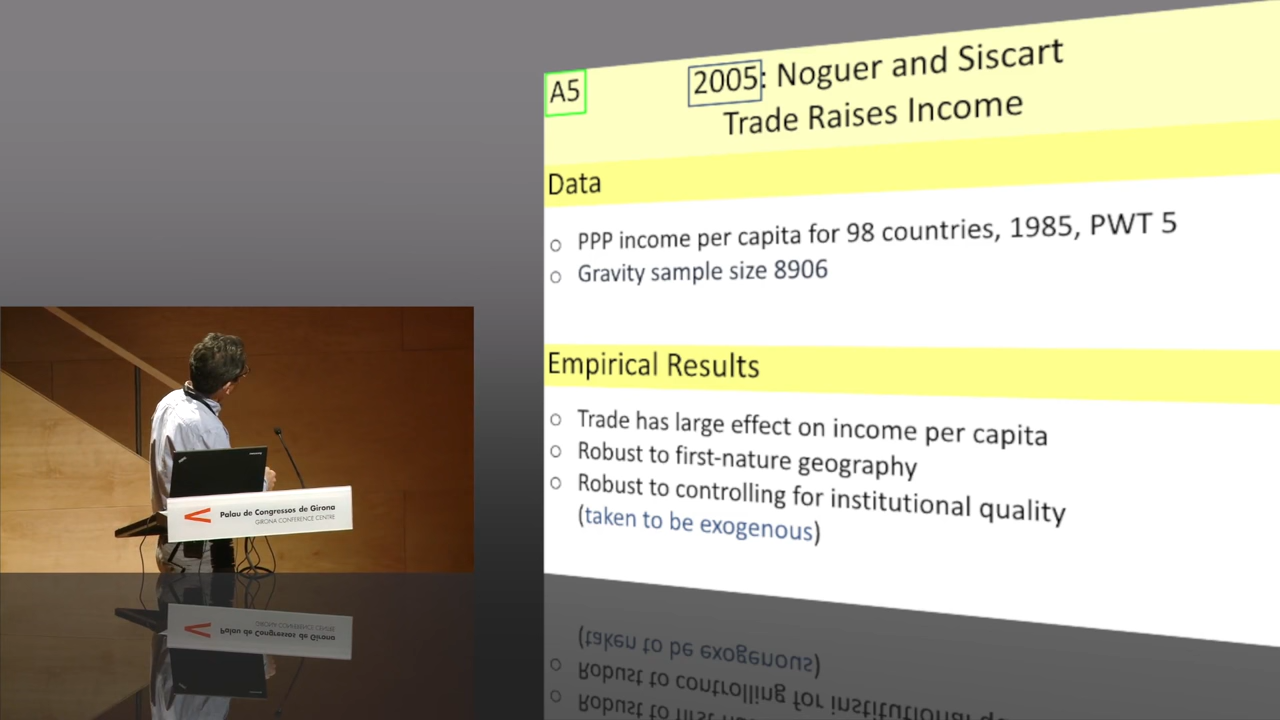 A5
2005: Noguer and Siscart
Trade Raises Income
Data
○ PPP income per capita for 98 countries, 1985, PWT 5
○ Gravity sample size 8906
Empirical Results
○ Trade has large effect on income per capita
○ Robust to first-nature geography
○ Robust to controlling for institutional quality
(taken to be exogenous)
Palau de Congressos de Girona
GIRONA CONFERENCE CENTRE